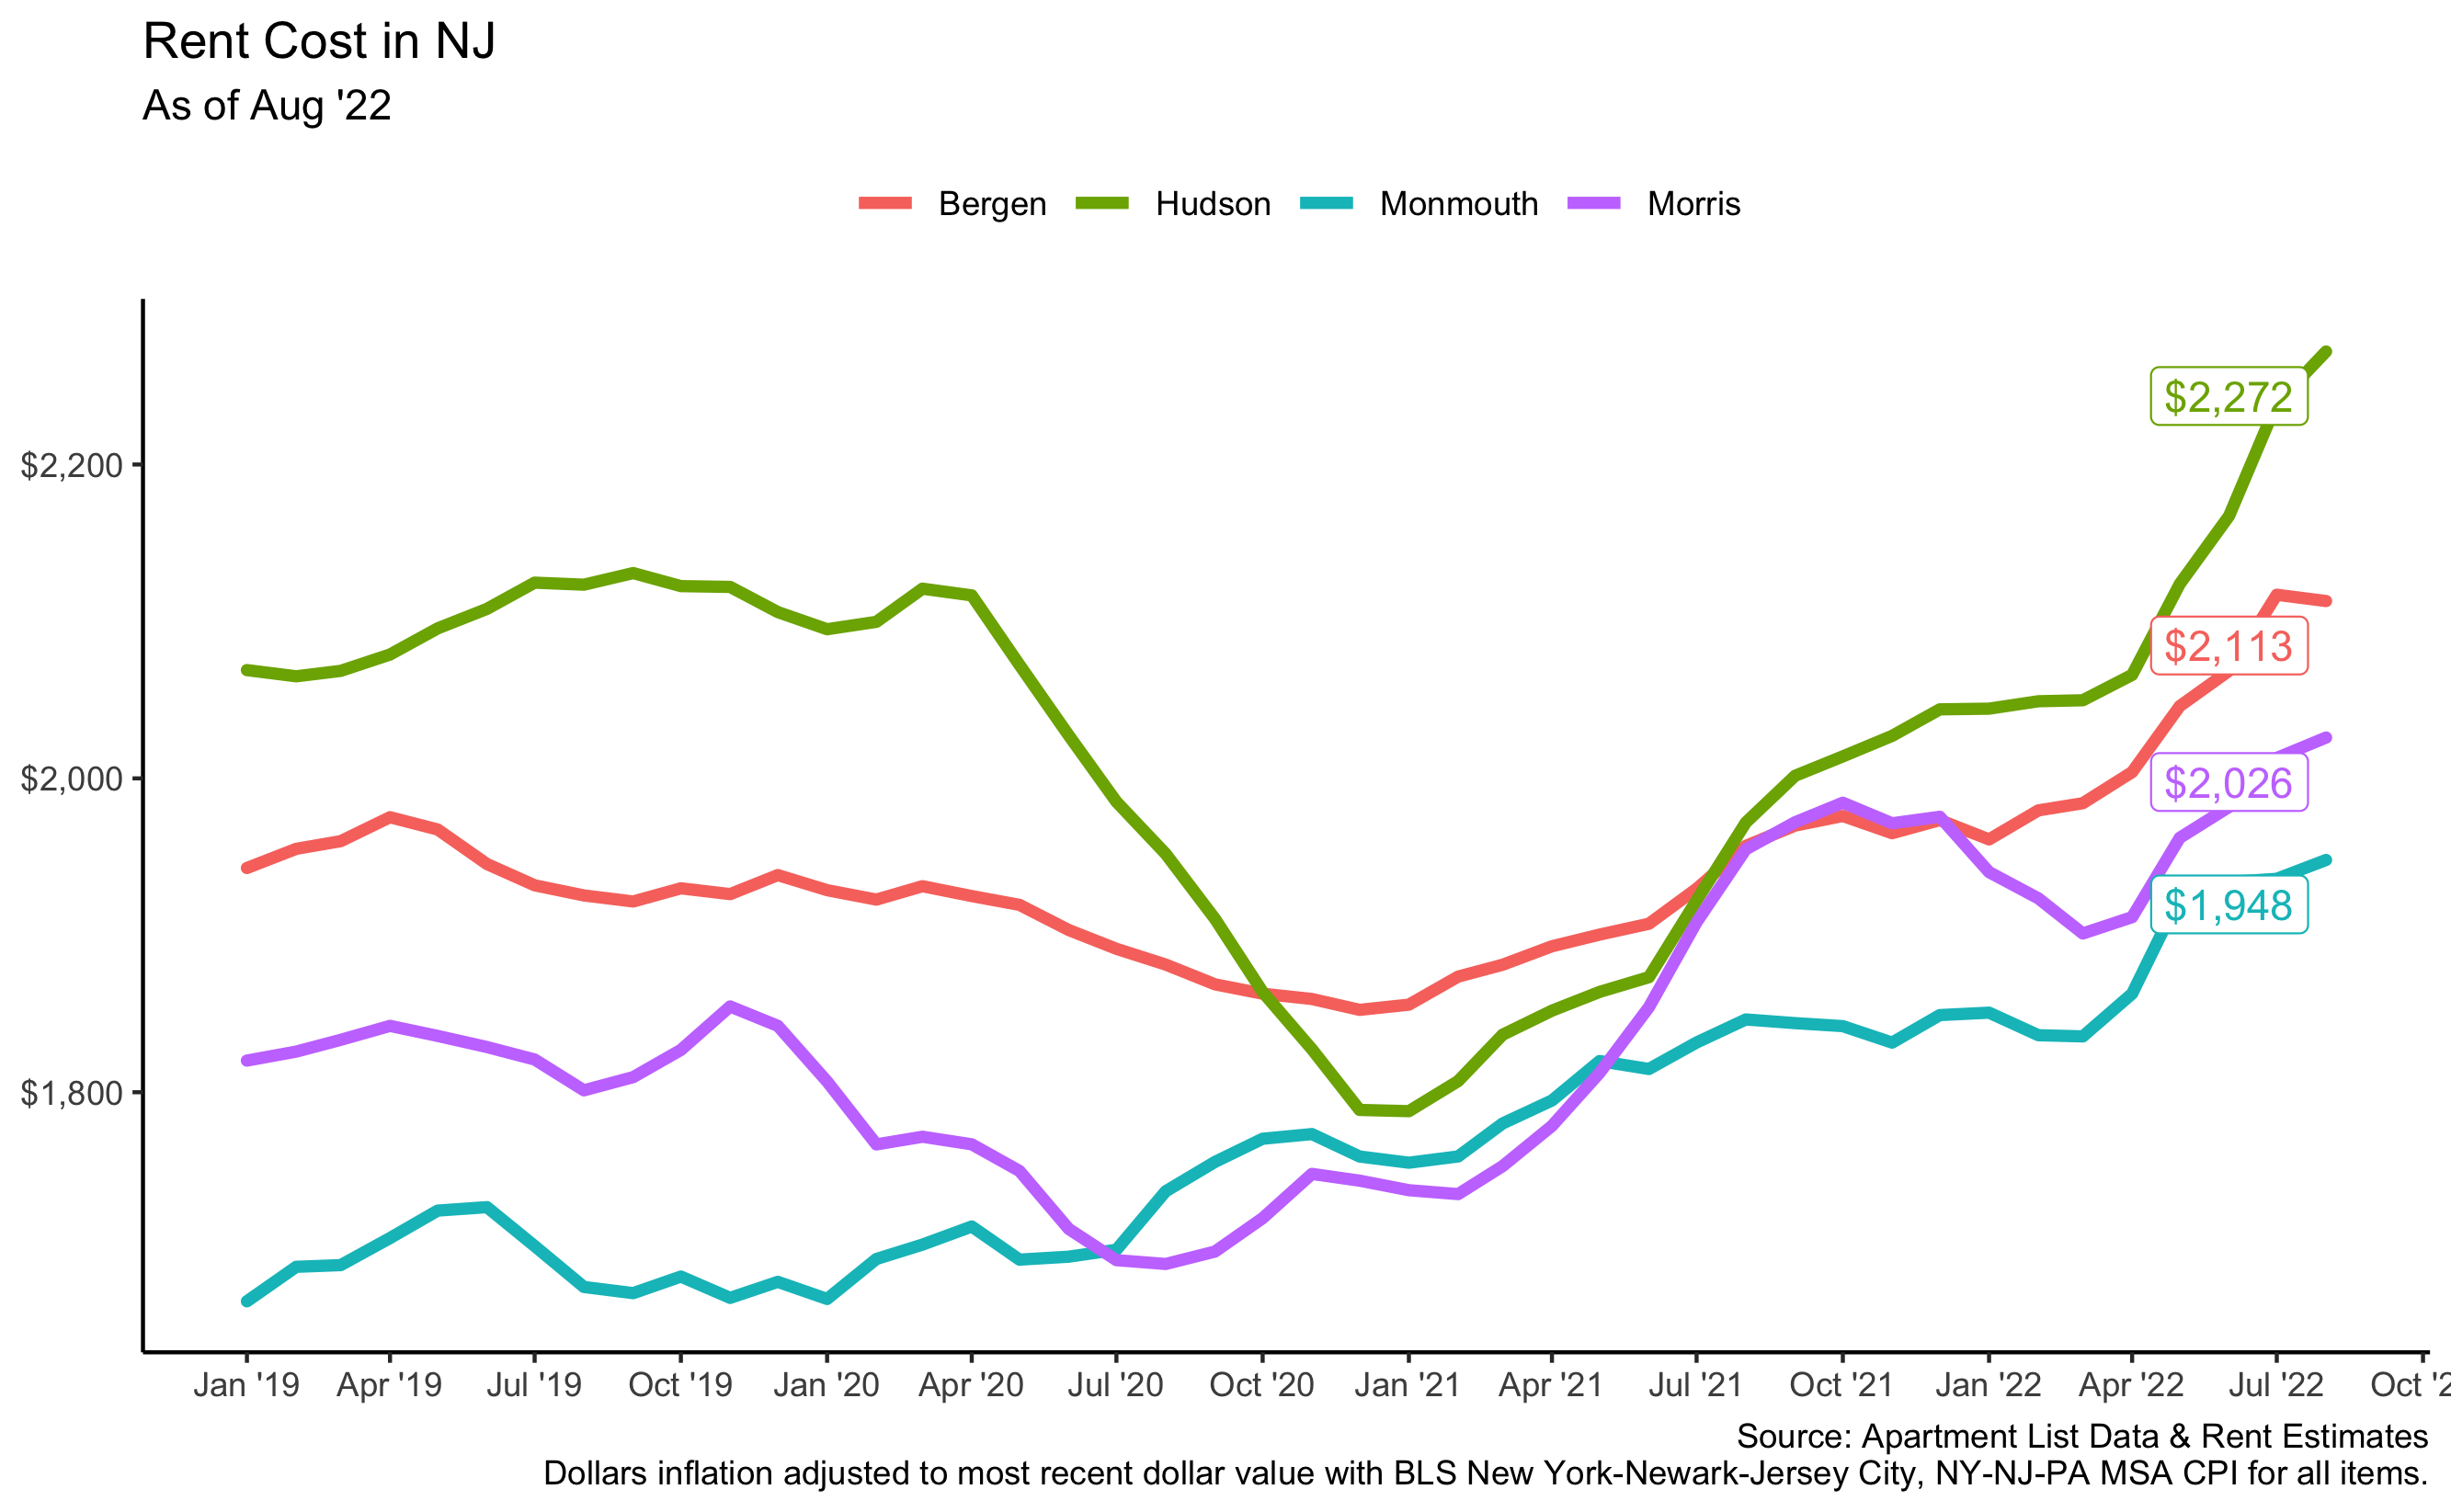 Rent Cost in NJ
As of Aug '22
Bergen Hudson Monmouth Morris
$2,272
$2,200
$2,113
$2,000
$2,026
$1,948
$1,800
Jan '19 Apr '19 Jul '19 Oct '19 Jan '20 Apr '20 Jul '20 Oct '20 Jan '21 Apr '21 Jul '21 Oct '21 Jan '22 Apr '22 Jul '22 Oct '2
Source: Apartment List Data & Rent Estimates
Dollars inflation adjusted to most recent dollar value with BLS New York-Newark-Jersey City, NY-NJ-PA MSA CPI for all items.